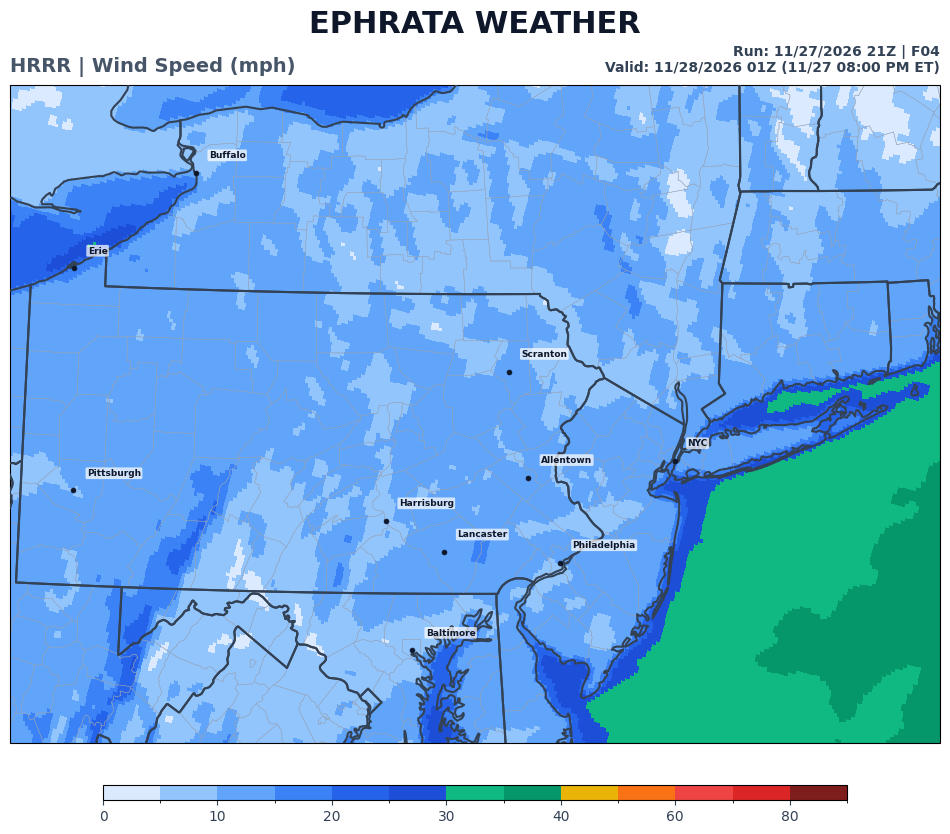 EPHRATA WEATHER
HRRR | Wind Speed (mph)
Run: 11/27/2026 21Z | F04
Valid: 11/28/2026 01Z (11/27 08:00 PM ET)
Buffalo
Erie
Scranton
NYC
Allentown
Pittsburgh
Harrisburg
Lancaster
Philadelphia
Baltimore
0 10 20 30 40 50 60 70 80